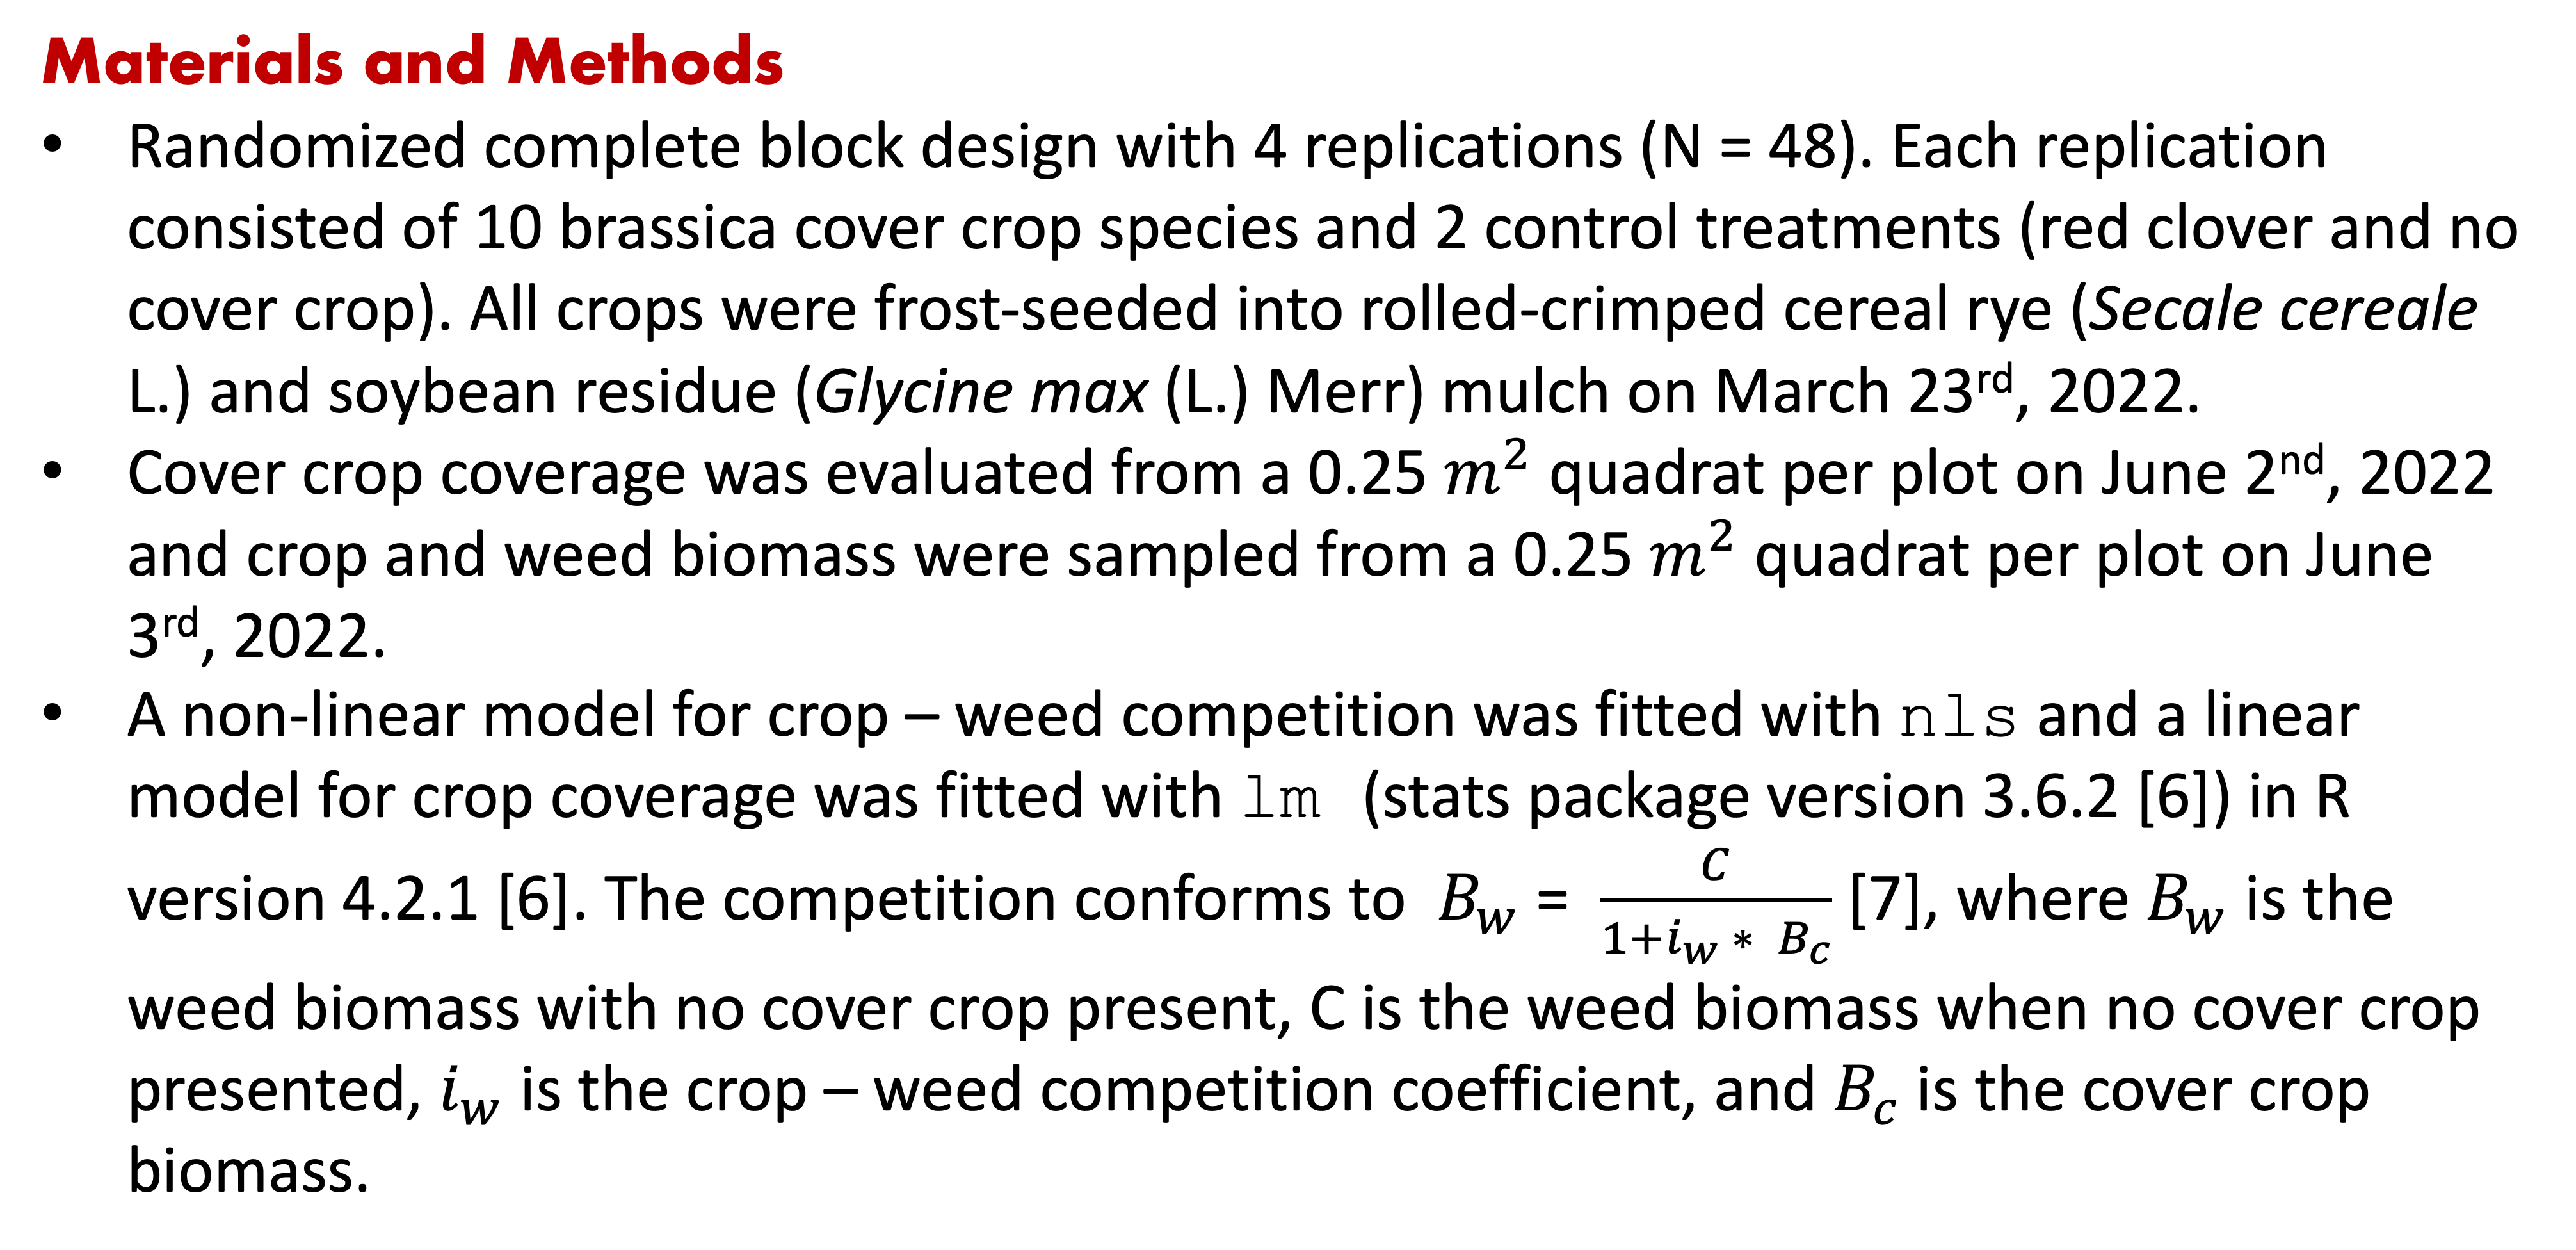 Materials and Methods
• Randomized complete block design with 4 replications (N = 48). Each replication
consisted of 10 brassica cover crop species and 2 control treatments (red clover and no
cover crop). All crops were frost-seeded into rolled-crimped cereal rye (Secale cereale
L.) and soybean residue (Glycine max (L.) Merr) mulch on March 23rd, 2022.
• Cover crop coverage was evaluated from a 0.25 m² quadrat per plot on June 2nd, 2022
and crop and weed biomass were sampled from a 0.25 m² quadrat per plot on June
3rd, 2022.
• A non-linear model for crop – weed competition was fitted with nls and a linear
model for crop coverage was fitted with lm (stats package version 3.6.2 [6]) in R
version 4.2.1 [6]. The competition conforms to B_w = C / (1+i_w * B_c) [7], where B_w is the
weed biomass with no cover crop present, C is the weed biomass when no cover crop
presented, i_w is the crop – weed competition coefficient, and B_c is the cover crop
biomass.